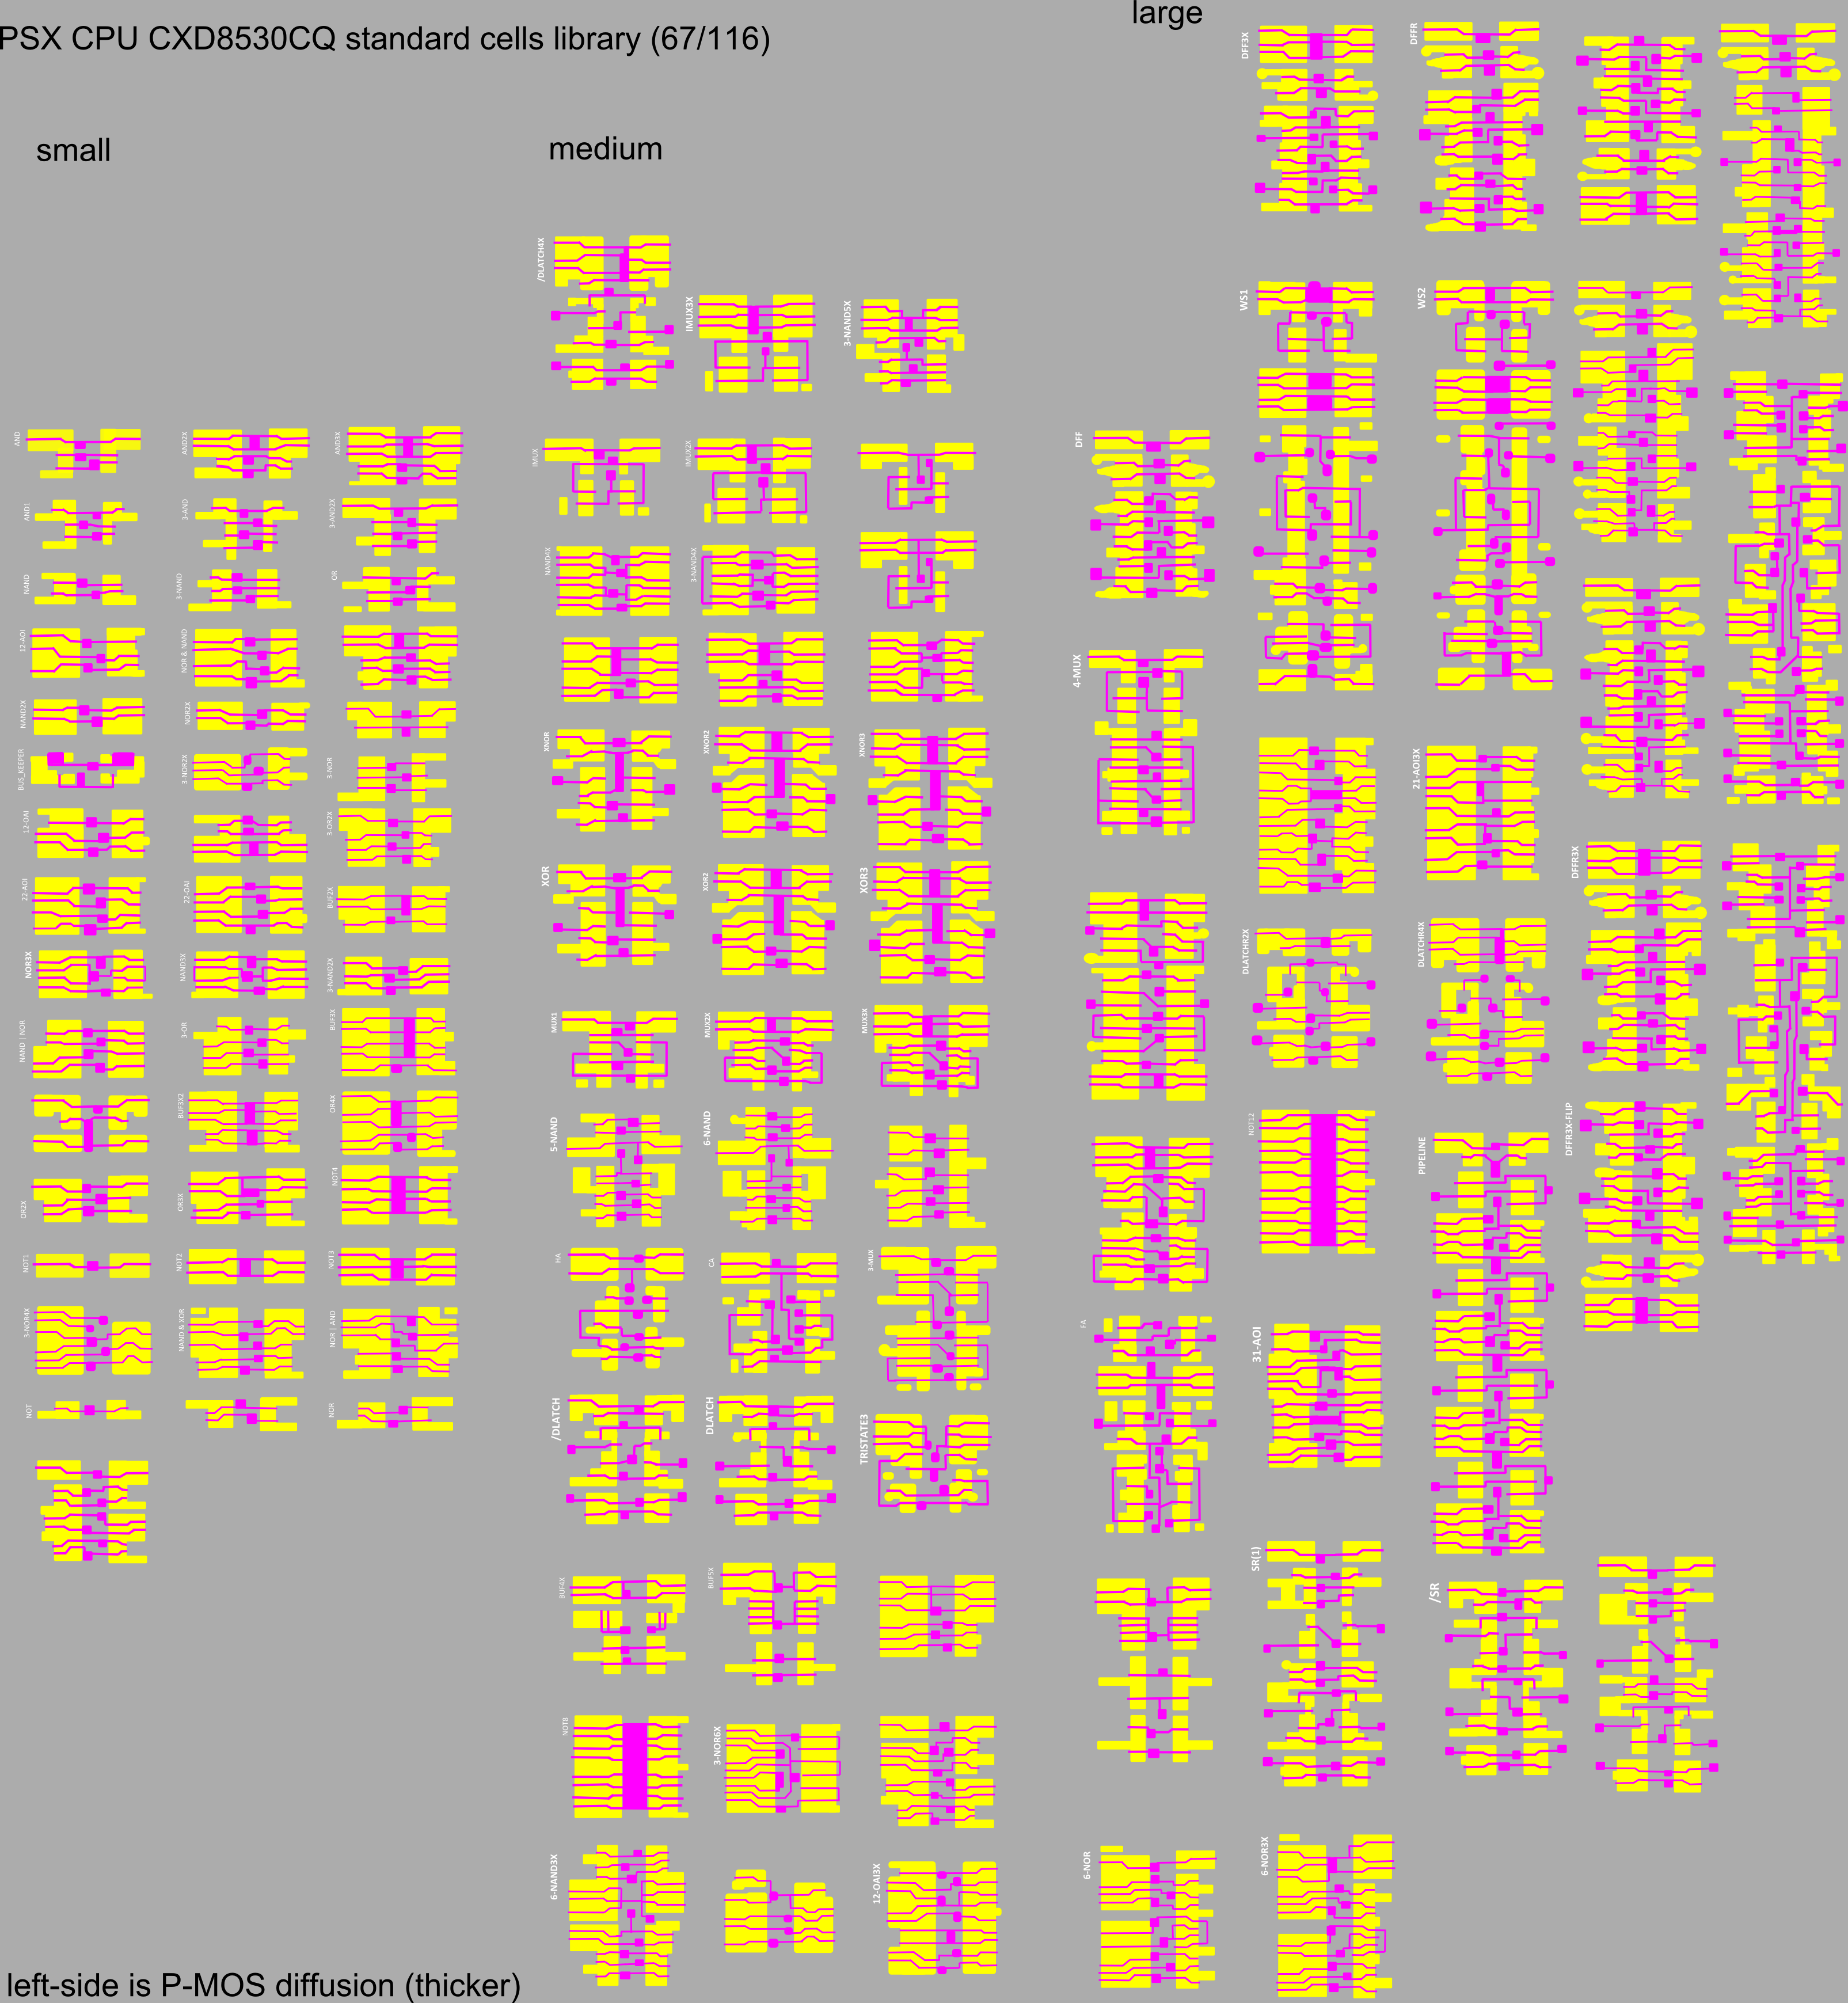 PSX CPU CXD8530CQ standard cells library (67/116)
small
medium
large
AND
AND2X
AND3X
AND1
3-AND
3-AND2X
NAND
3-NAND
OR
12-AOI
NOR & NAND
NAND2X
NOR2X
BUS_KEEPER
3-NOR2X
3-NOR
12-OAI
3-OR2X
22-AOI
22-OAI
BUF2X
NOR3X
NAND3X
3-NAND2X
NAND | NOR
3-OR
BUF3X
BUF3X2
OR4X
OR2X
OR3X
NOT4
NOT1
NOT2
NOT3
3-NOR4X
NAND & XOR
NOR | AND
NOT
NOR
/DLATCH4X
IMUX3X
3-NAND5X
IMUX
IMUX2X
NAND4X
3-NAND4X
XNOR
XNOR2
XNOR3
XOR
XOR2
XOR3
MUX1
MUX2X
MUX3X
5-NAND
6-NAND
HA
CA
3-MUX
/DLATCH
DLATCH
TRISTATE3
BUF4X
BUF5X
NOT8
3-NOR6X
6-NAND3X
12-OAI3X
DFF3X
DFFR
WS1
WS2
DFF
4-MUX
21-AOI3X
DFFR3X
DLATCHR2X
DLATCHR4X
NOT12
PIPELINE
DFFR3X-FLIP
FA
31-AOI
SR(1)
/SR
6-NOR
6-NOR3X
left-side is P-MOS diffusion (thicker)